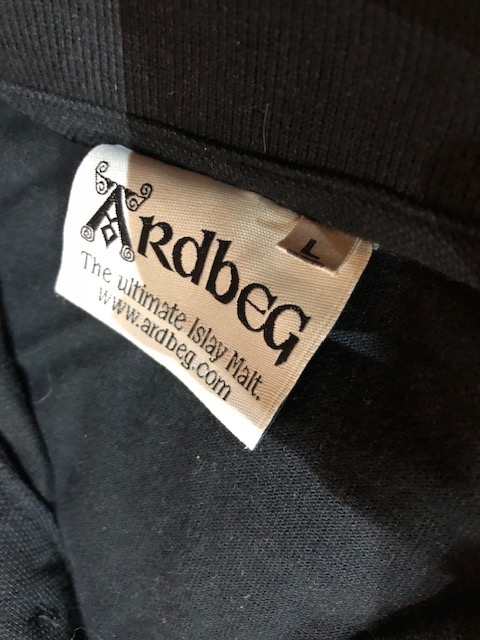 ArdbeG
L
The ultimate Islay Malt.
www.ardbeg.com